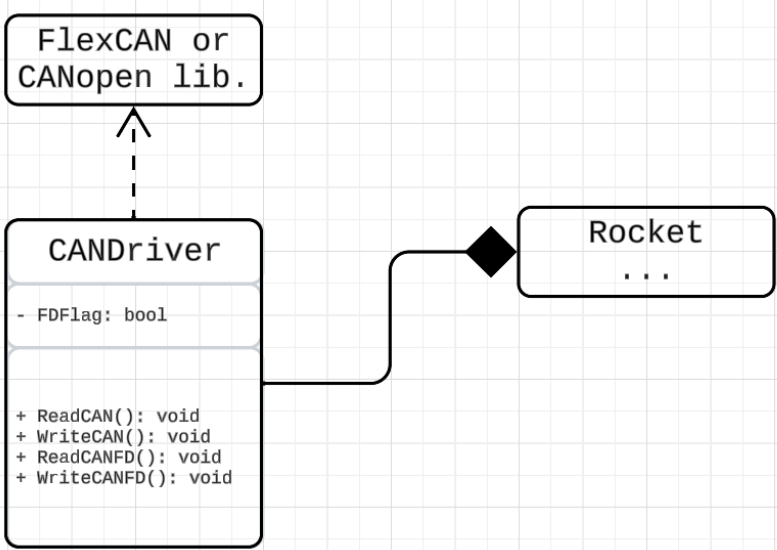 FlexCAN or
CANopen lib.
CANDriver
- FDFlag: bool
+ ReadCAN(): void
+ WriteCAN(): void
+ ReadCANFD(): void
+ WriteCANFD(): void
Rocket
...